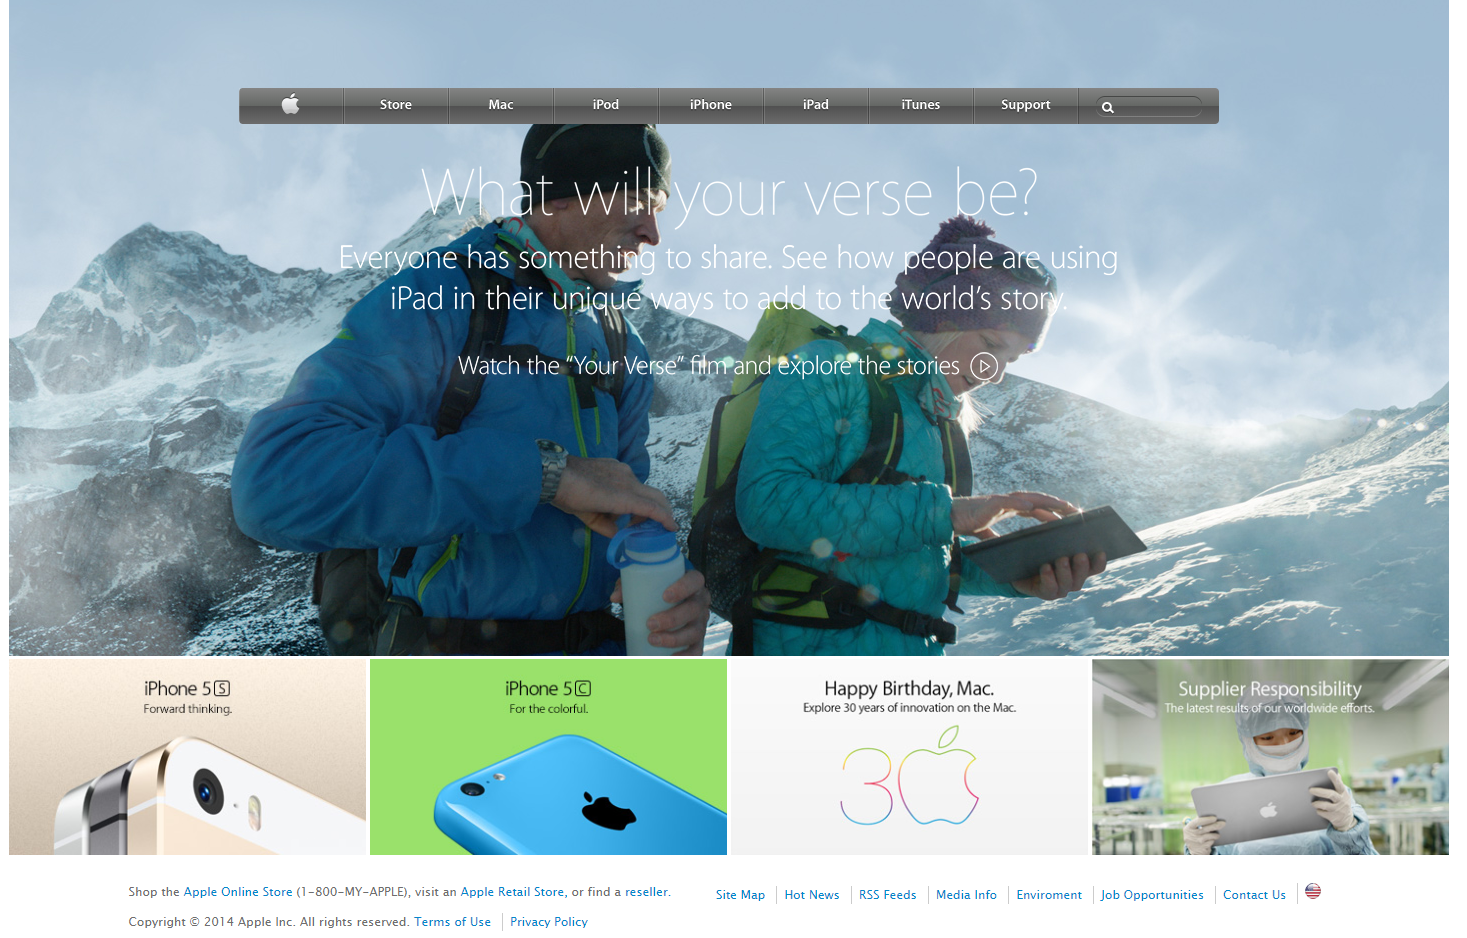 Store Mac iPod iPhone iPad iTunes Support
What will your verse be?
Everyone has something to share. See how people are using
iPad in their unique ways to add to the world's story.
Watch the “Your Verse” film and explore the stories
iPhone 5S
Forward thinking.
iPhone 5C
For the colorful.
Happy Birthday, Mac.
Explore 30 years of innovation on the Mac.
30
Supplier Responsibility
The latest results of our worldwide efforts.
Shop the Apple Online Store (1-800-MY-APPLE), visit an Apple Retail Store, or find a reseller.
Site Map Hot News RSS Feeds Media Info Enviroment Job Opportunities Contact Us
Copyright © 2014 Apple Inc. All rights reserved. Terms of Use Privacy Policy